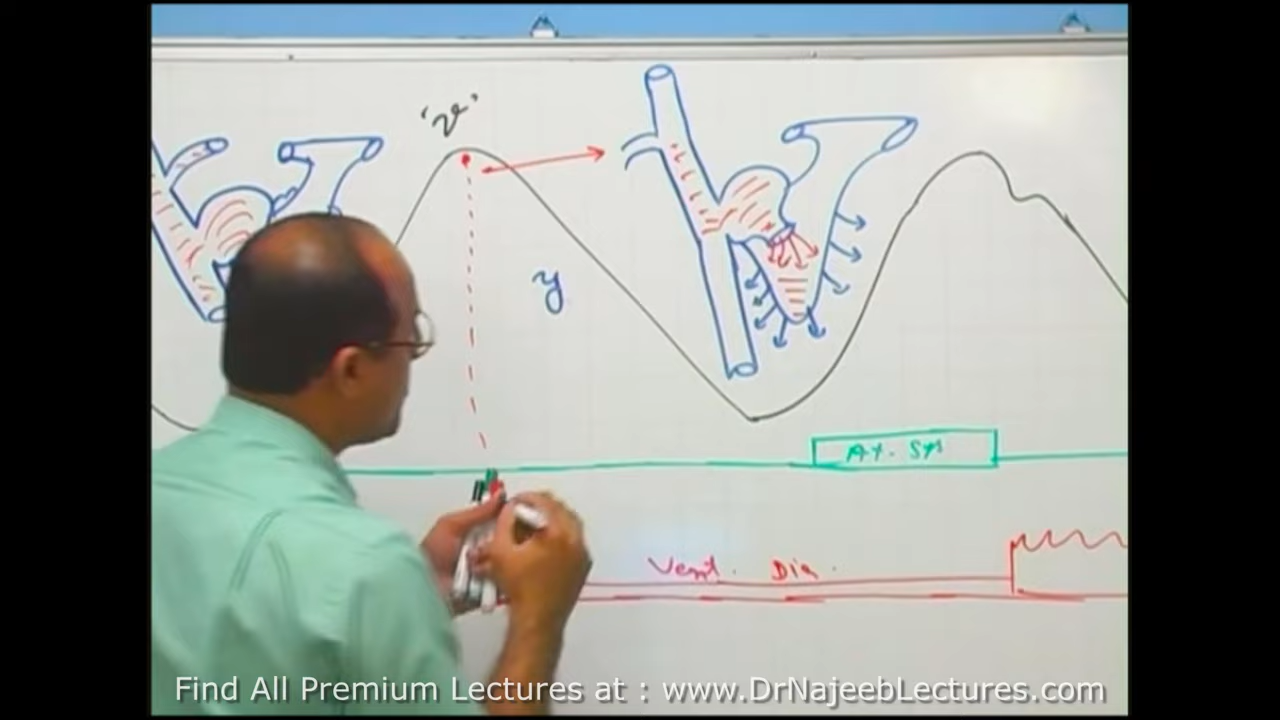 'v'
y
At. Sys
Vent. Dia.
Find All Premium Lectures at : www.DrNajeebLectures.com